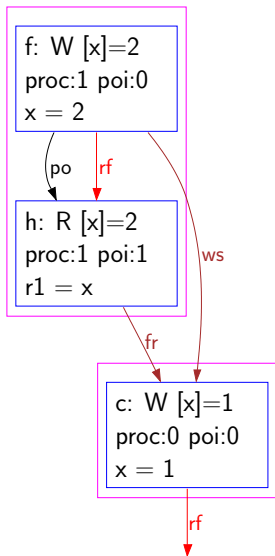 f: W [x]=2
proc:1 poi:0
x = 2
po
rf
ws
h: R [x]=2
proc:1 poi:1
r1 = x
fr
c: W [x]=1
proc:0 poi:0
x = 1
rf